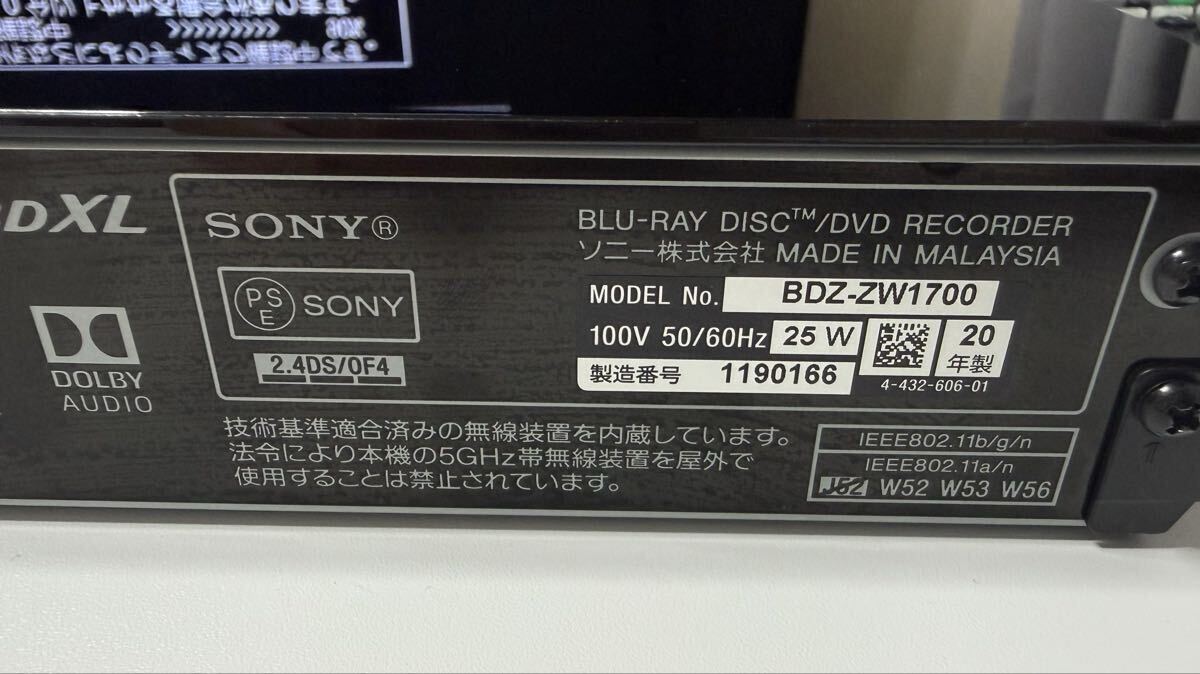 BDXL
DOLBY
AUDIO
SONY®
PSE SONY
2.4DS/OF4
BLU-RAY DISC™/DVD RECORDER
ソニー株式会社 MADE IN MALAYSIA
MODEL No. BDZ-ZW1700
100V 50/60Hz 25 W
20
年製
製造番号 1190166
4-432-606-01
技術基準適合済みの無線装置を内蔵しています。
法令により本機の5GHz帯無線装置を屋外で
使用することは禁止されています。
IEEE802.11b/g/n
IEEE802.11a/n
J52 W52 W53 W56